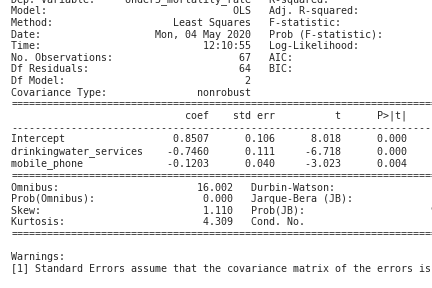 Dep. Variable: under5_mortality_rate R-squared:
Model: OLS Adj. R-squared:
Method: Least Squares F-statistic:
Date: Mon, 04 May 2020 Prob (F-statistic):
Time: 12:10:55 Log-Likelihood:
No. Observations: 67 AIC:
Df Residuals: 64 BIC:
Df Model: 2
Covariance Type: nonrobust
coef std err t P>|t|
Intercept 0.8507 0.106 8.018 0.000
drinkingwater_services -0.7460 0.111 -6.718 0.000
mobile_phone -0.1203 0.040 -3.023 0.004
Omnibus: 16.002 Durbin-Watson:
Prob(Omnibus): 0.000 Jarque-Bera (JB):
Skew: 1.110 Prob(JB):
Kurtosis: 4.309 Cond. No.
Warnings:
[1] Standard Errors assume that the covariance matrix of the errors is